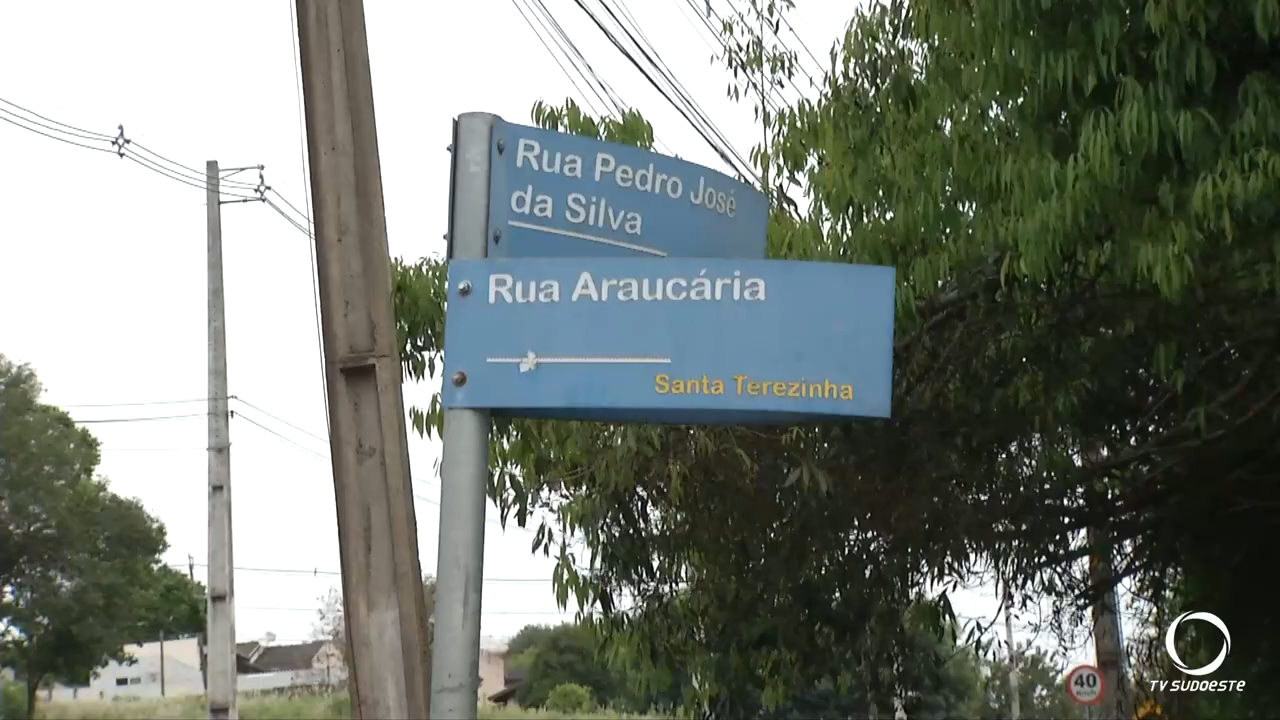 Rua Pedro José
da Silva
Rua Araucária
Santa Terezinha
40
TV SUDOESTE